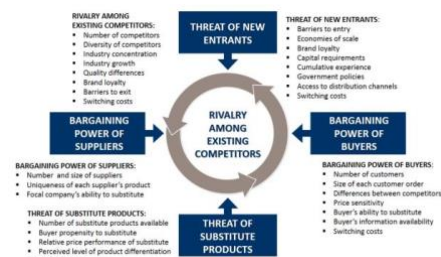 RIVALRY AMONG
EXISTING COMPETITORS:
Number of competitors
Diversity of competitors
Industry concentration
Industry growth
Quality differences
Brand loyalty
Barriers to exit
Switching costs
THREAT OF NEW
ENTRANTS
THREAT OF NEW ENTRANTS:
Barriers to entry
Economies of scale
Brand loyalty
Capital requirements
Cumulative experience
Government policies
Access to distribution channels
Switching costs
BARGAINING
POWER OF
SUPPLIERS
RIVALRY
AMONG
EXISTING
COMPETITORS
BARGAINING
POWER OF
BUYERS
BARGAINING POWER OF SUPPLIERS:
Number and size of suppliers
Uniqueness of each supplier's product
Focal company's ability to substitute
BARGAINING POWER OF BUYERS:
Number of customers
Size of each customer order
Differences between competitors
Price sensitivity
Buyer's ability to substitute
Buyer's information availability
Switching costs
THREAT OF SUBSTITUTE PRODUCTS:
Number of substitute products available
Buyer propensity to substitute
Relative price performance of substitute
Perceived level of product differentiation
THREAT OF
SUBSTITUTE
PRODUCTS